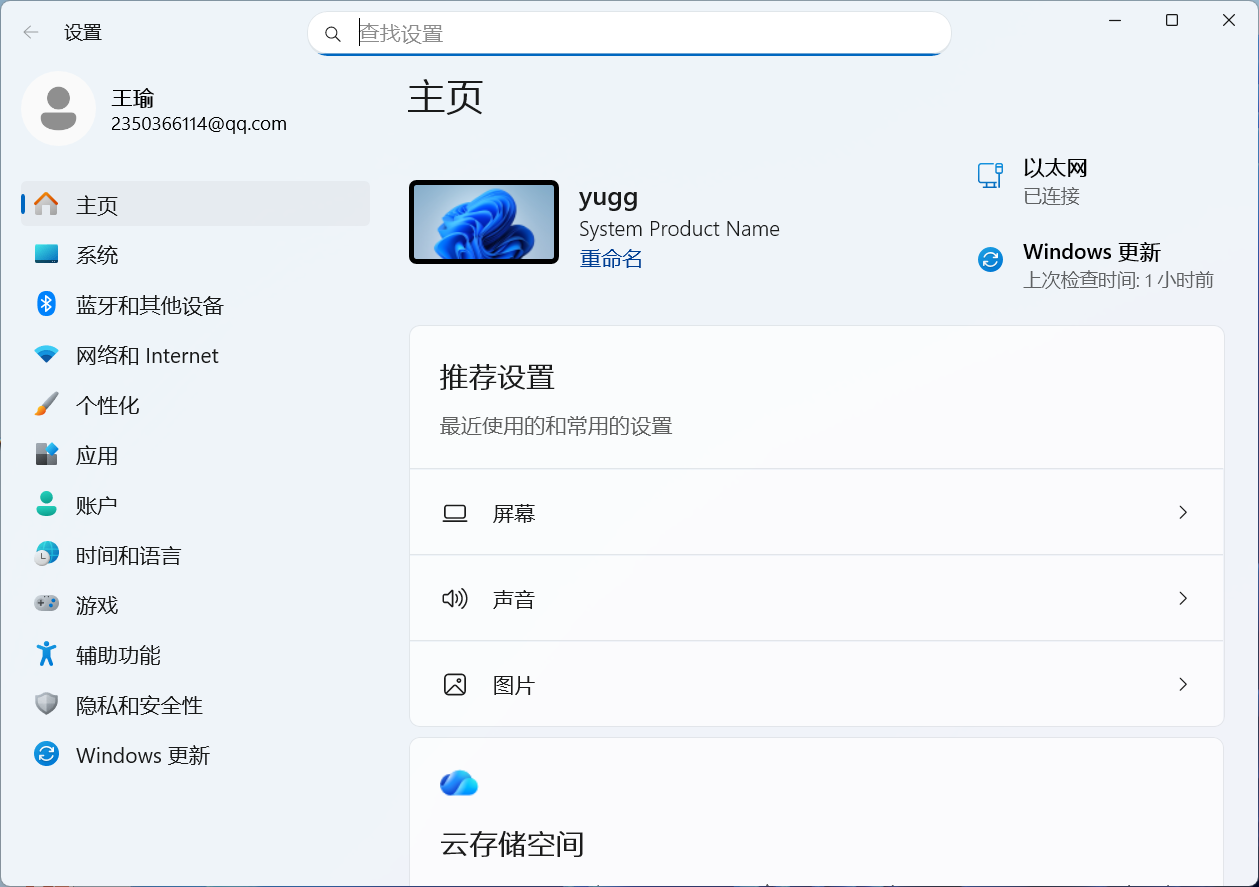 设置
查找设置
王瑜
2350366114@qq.com
主页
系统
蓝牙和其他设备
网络和 Internet
个性化
应用
账户
时间和语言
游戏
辅助功能
隐私和安全性
Windows 更新
主页
yugg
System Product Name
重命名
以太网
已连接
Windows 更新
上次检查时间: 1 小时前
推荐设置
最近使用的和常用的设置
屏幕
声音
图片
云存储空间